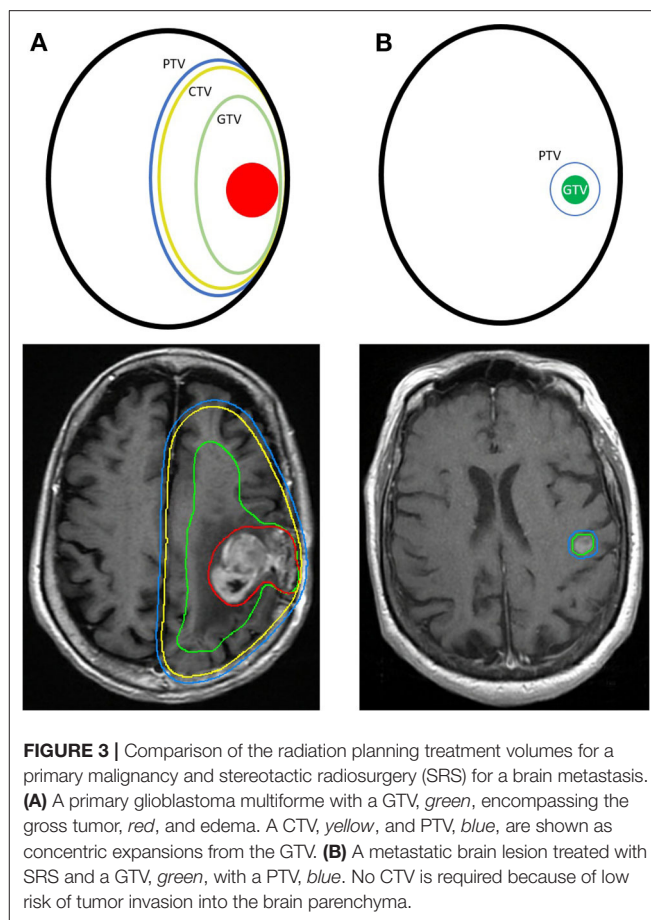 A
B
PTV
CTV
GTV
PTV
GTV
FIGURE 3 | Comparison of the radiation planning treatment volumes for a
primary malignancy and stereotactic radiosurgery (SRS) for a brain metastasis.
(A) A primary glioblastoma multiforme with a GTV, green, encompassing the
gross tumor, red, and edema. A CTV, yellow, and PTV, blue, are shown as
concentric expansions from the GTV. (B) A metastatic brain lesion treated with
SRS and a GTV, green, with a PTV, blue. No CTV is required because of low
risk of tumor invasion into the brain parenchyma.